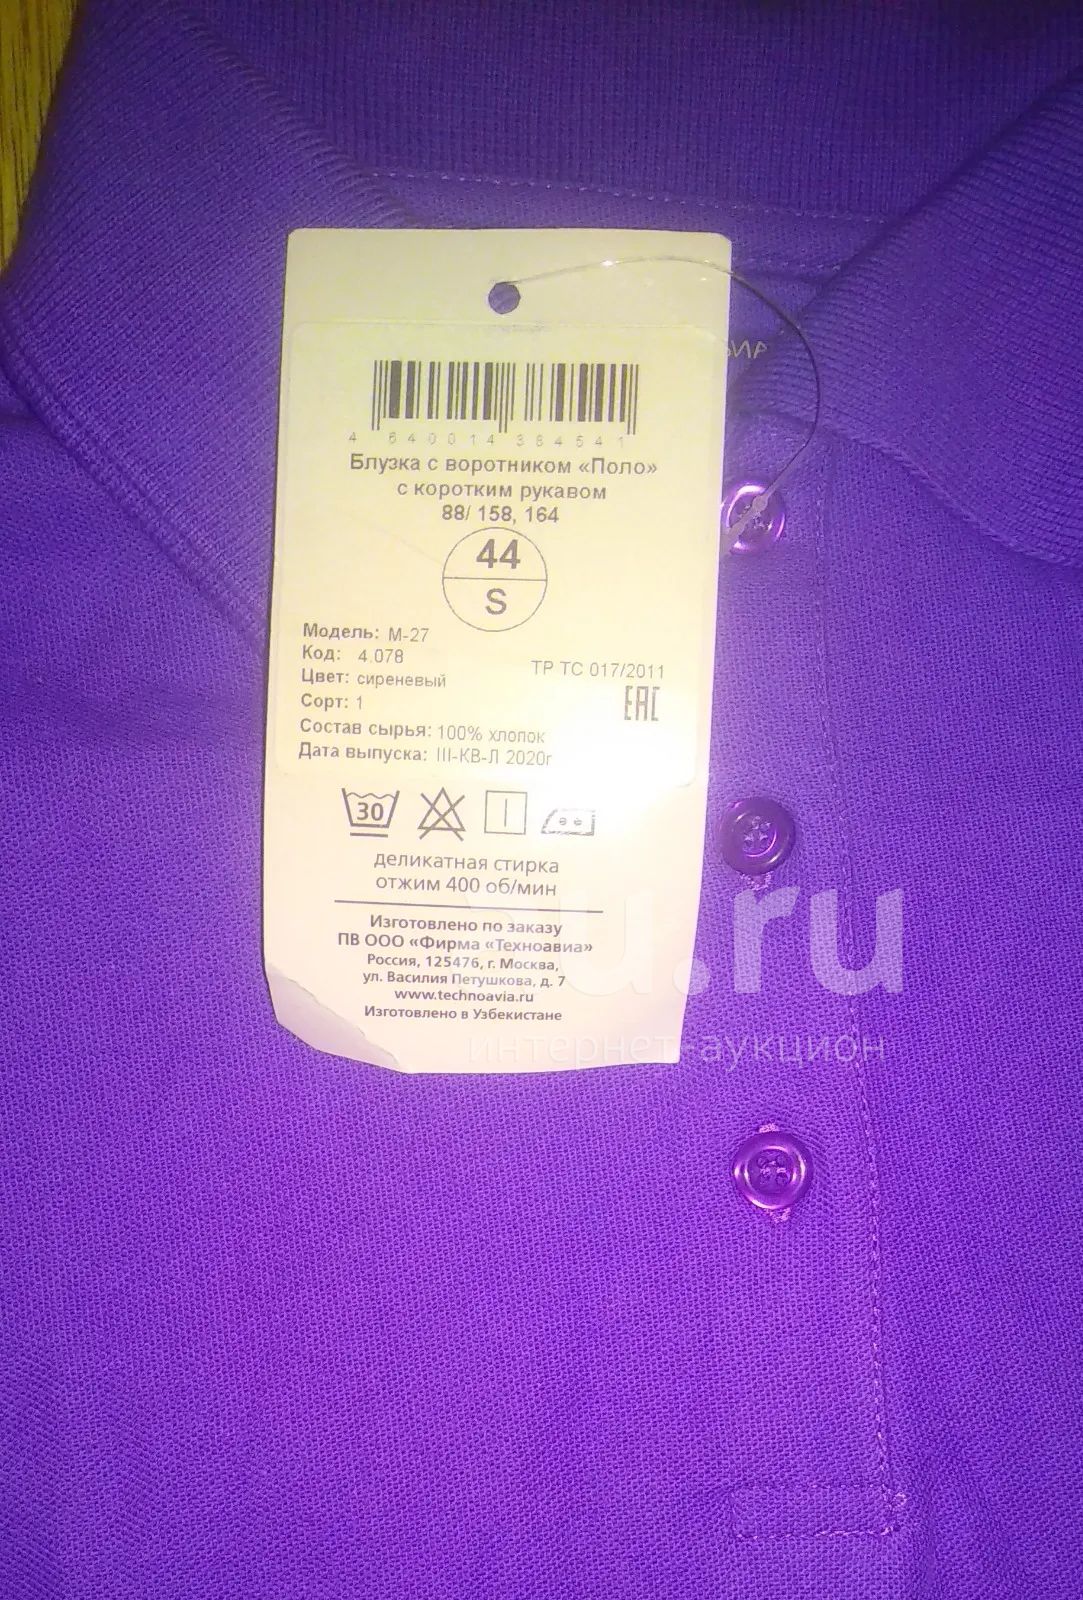 4 640014 384541
Блузка с воротником «Поло»
с коротким рукавом
88/ 158, 164
44
S
Модель: М-27
Код: 4.078
Цвет: сиреневый
Сорт: 1
Состав сырья: 100% хлопок
Дата выпуска: III-КВ-Л 2020г
ТР ТС 017/2011
ЕАС
30
деликатная стирка
отжим 400 об/мин
Изготовлено по заказу
ПВ ООО «Фирма «Техноавиа»
Россия, 125476, г. Москва,
ул. Василия Петушкова, д. 7
www.technoavia.ru
Изготовлено в Узбекистане
u.ru
интернет-аукцион